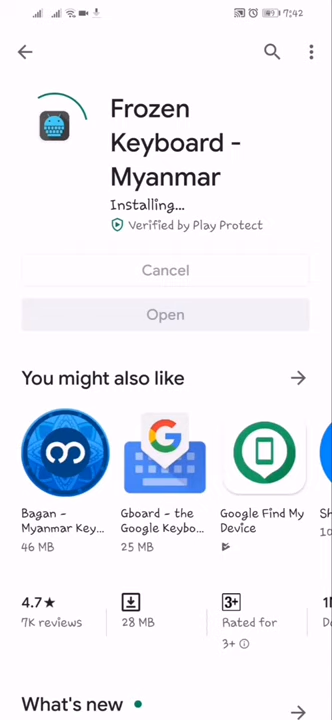 7:42
Frozen
Keyboard -
Myanmar
Installing...
Verified by Play Protect
Cancel
Open
You might also like
Bagan - Myanmar Key...
46 MB
Gboard - the Google Keybo...
25 MB
Google Find My Device
4.7★
7K reviews
28 MB
3+
Rated for 3+
What's new